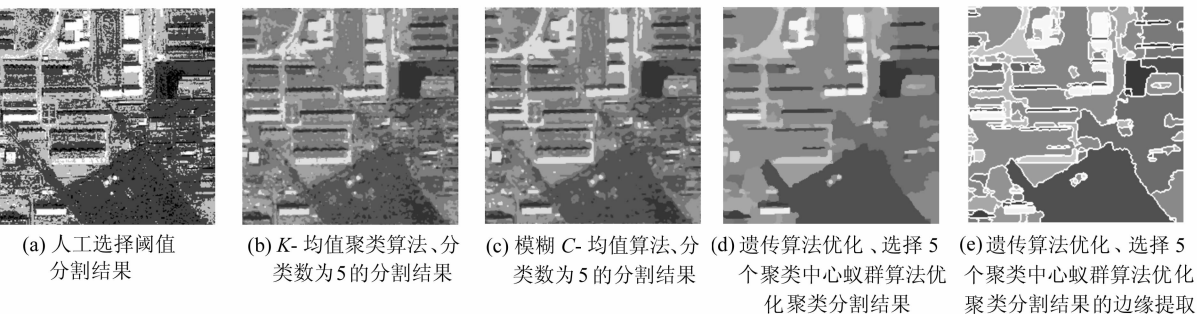 (a) 人工选择阈值
分割结果
(b) K- 均值聚类算法、分
类数为5的分割结果
(c) 模糊 C- 均值算法、分
类数为5的分割结果
(d) 遗传算法优化、选择 5
个聚类中心蚁群算法优
化聚类分割结果
(e) 遗传算法优化、选择 5
个聚类中心蚁群算法优化
聚类分割结果的边缘提取